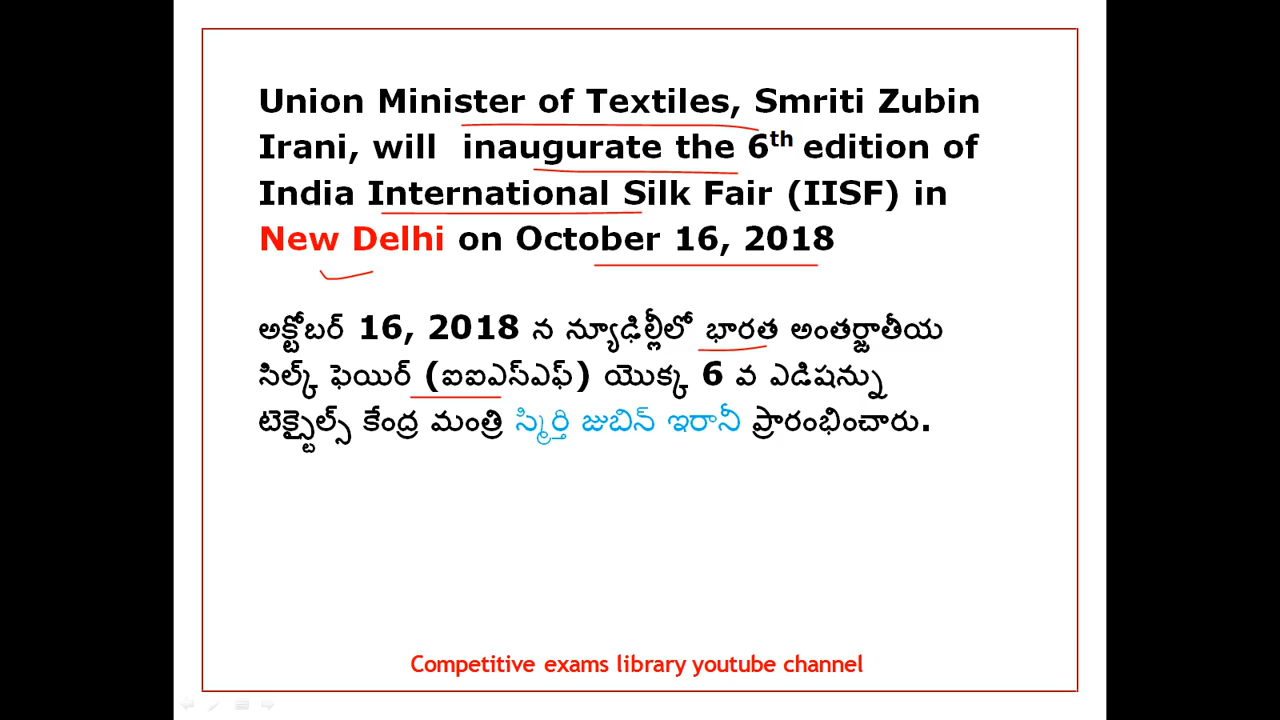 Union Minister of Textiles, Smriti Zubin
Irani, will inaugurate the 6th edition of
India International Silk Fair (IISF) in
New Delhi on October 16, 2018
అక్టోబర్ 16, 2018 న న్యూఢిల్లీలో భారత అంతర్జాతీయ
సిల్క్ ఫెయిర్ (ఐఐఎస్ఎఫ్) యొక్క 6 వ ఎడిషన్ను
టెక్స్టైల్స్ కేంద్ర మంత్రి స్మిర్తి జుబిన్ ఇరానీ ప్రారంభించారు.
Competitive exams library youtube channel